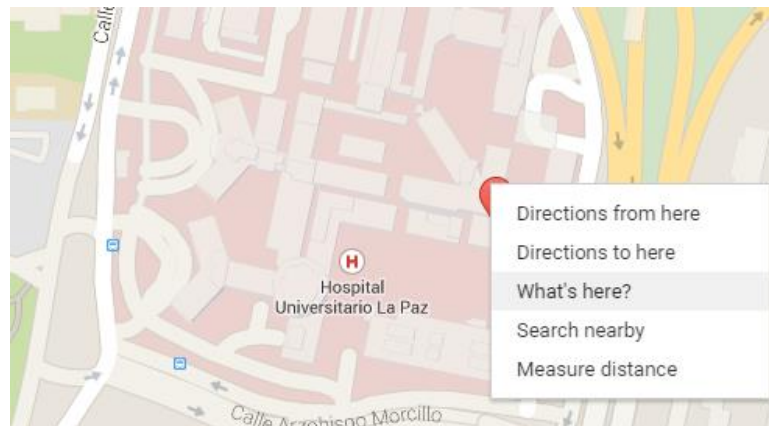 Calle
H
Hospital
Universitario La Paz
Calle Arzobispo Morcillo
Directions from here
Directions to here
What's here?
Search nearby
Measure distance